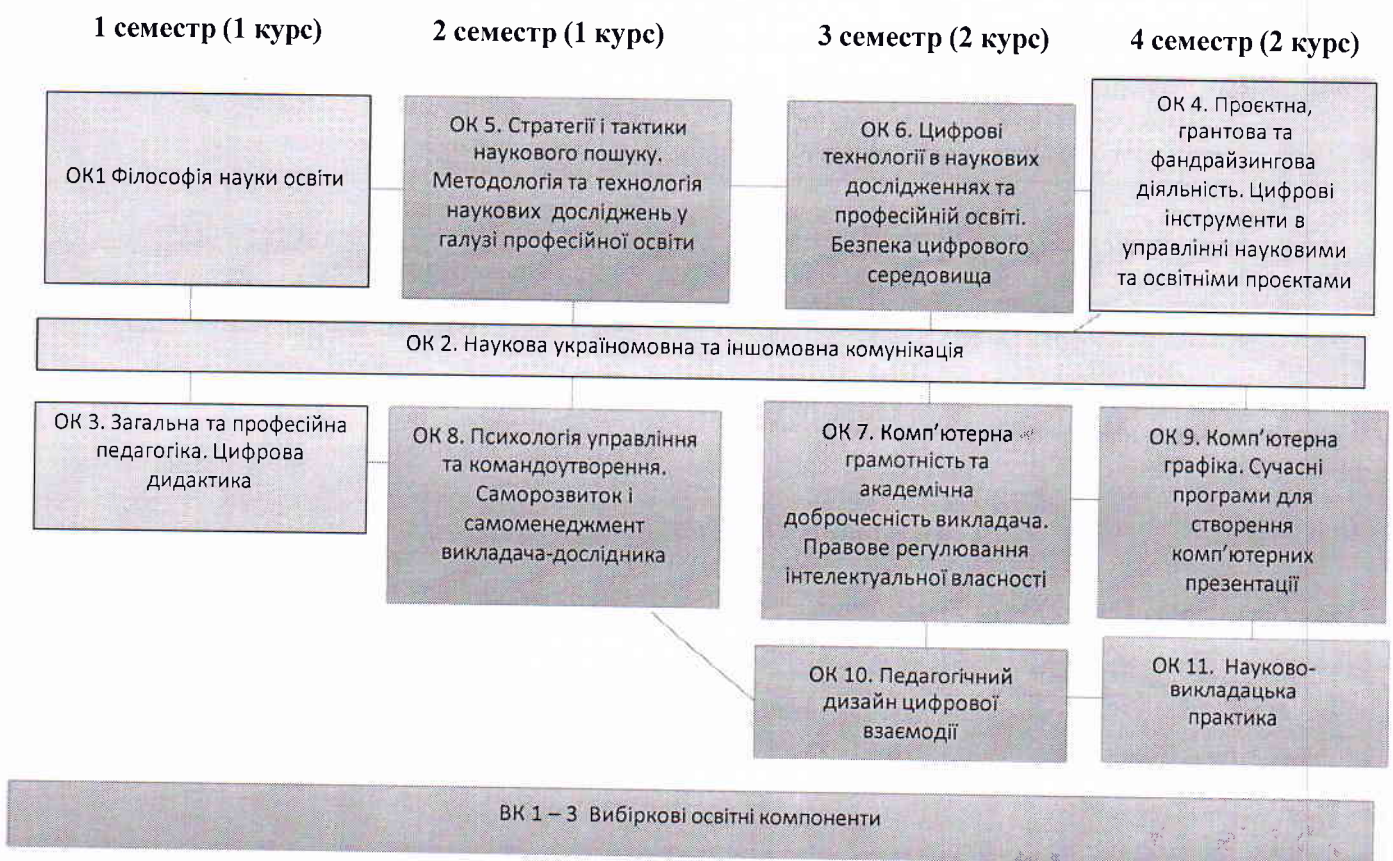 1 семестр (1 курс)
2 семестр (1 курс)
3 семестр (2 курс)
4 семестр (2 курс)
ОК1 Філософія науки освіти
ОК 5. Стратегії і тактики
наукового пошуку.
Методологія та технологія
наукових досліджень у
галузі професійної освіти
ОК 6. Цифрові
технології в наукових
дослідженнях та
професійній освіті.
Безпека цифрового
середовища
ОК 4. Проєктна,
грантова та
фандрайзингова
діяльність. Цифрові
інструменти в
управлінні науковими
та освітніми проєктами
ОК 2. Наукова україномовна та іншомовна комунікація
ОК 3. Загальна та професійна
педагогіка. Цифрова
дидактика
ОК 8. Психологія управління
та командоутворення.
Саморозвиток і
самоменеджмент
викладача-дослідника
ОК 7. Комп’ютерна
грамотність та
академічна
доброчесність викладача.
Правове регулювання
інтелектуальної власності
ОК 9. Комп’ютерна
графіка. Сучасні
програми для
створення
комп’ютерних
презентації
ОК 10. Педагогічний
дизайн цифрової
взаємодії
ОК 11. Науково-
викладацька
практика
ВК 1 – 3 Вибіркові освітні компоненти